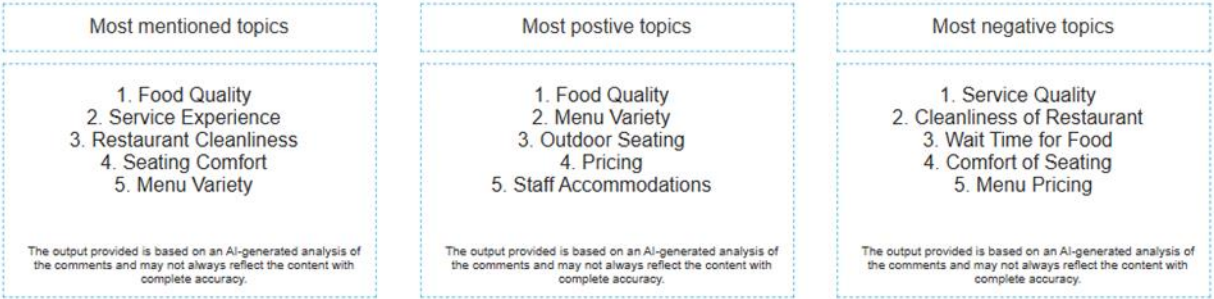 Most mentioned topics
1. Food Quality
2. Service Experience
3. Restaurant Cleanliness
4. Seating Comfort
5. Menu Variety
The output provided is based on an AI-generated analysis of
the comments and may not always reflect the content with
complete accuracy.
Most postive topics
1. Food Quality
2. Menu Variety
3. Outdoor Seating
4. Pricing
5. Staff Accommodations
The output provided is based on an AI-generated analysis of
the comments and may not always reflect the content with
complete accuracy.
Most negative topics
1. Service Quality
2. Cleanliness of Restaurant
3. Wait Time for Food
4. Comfort of Seating
5. Menu Pricing
The output provided is based on an AI-generated analysis of
the comments and may not always reflect the content with
complete accuracy.